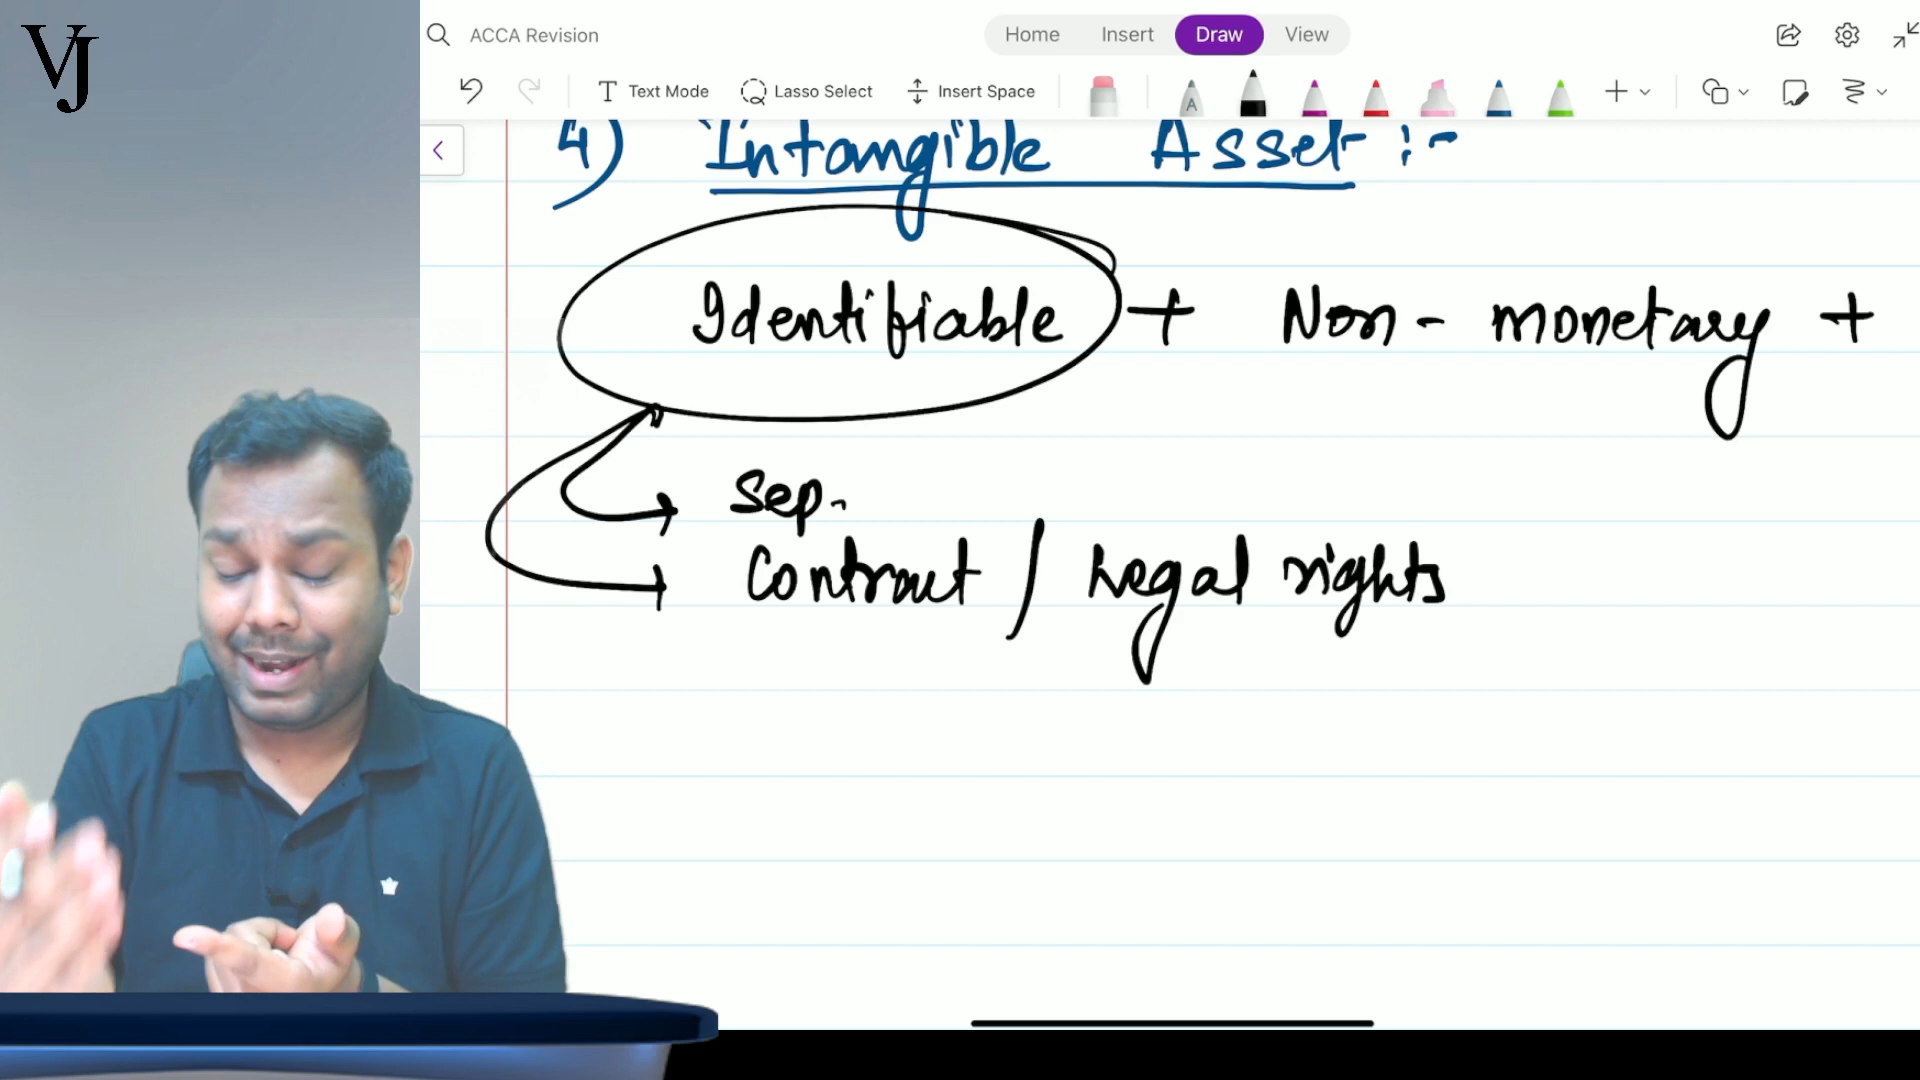 VJ
ACCA Revision
Home Insert Draw View
Text Mode Lasso Select Insert Space
A
4) Intangible Asset :-
Identifiable + Non - monetary +
Sep.
Contract / Legal rights